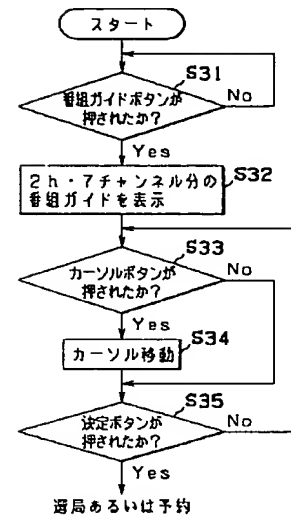 スタート
S31
番組ガイドボタンが
押されたか?
No
Yes
S32
2h・7チャンネル分の
番組ガイドを表示
S33
カーソルボタンが
押されたか?
No
Yes
S34
カーソル移動
S35
決定ボタンが
押されたか?
No
Yes
選局あるいは予約